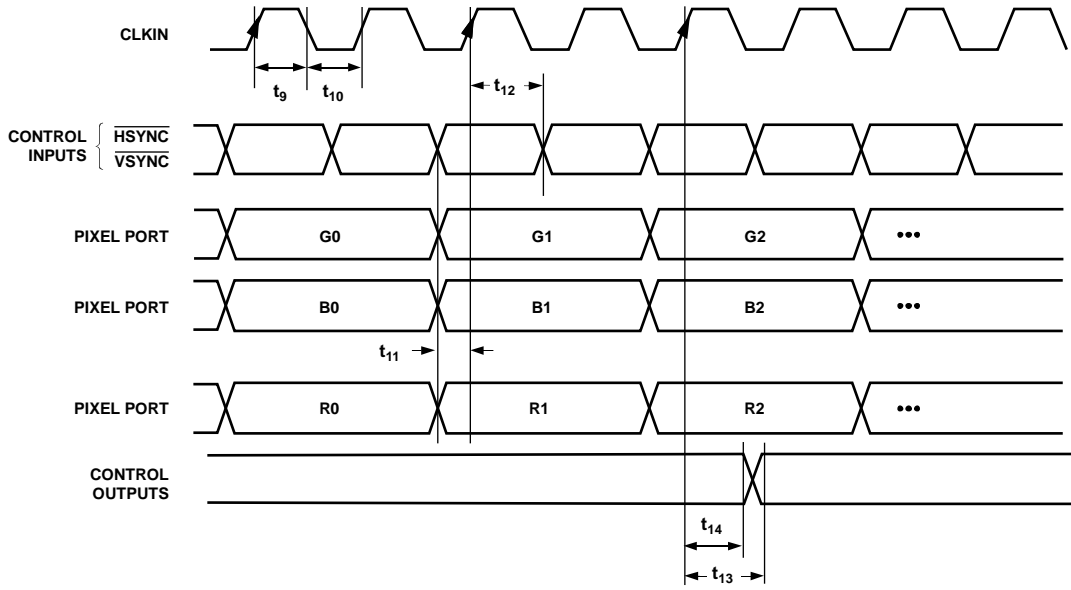 CLKIN
t9 t10 t12
CONTROL INPUTS { HSYNC VSYNC
PIXEL PORT G0 G1 G2 •••
PIXEL PORT B0 B1 B2 •••
t11
PIXEL PORT R0 R1 R2 •••
CONTROL OUTPUTS
t14
t13